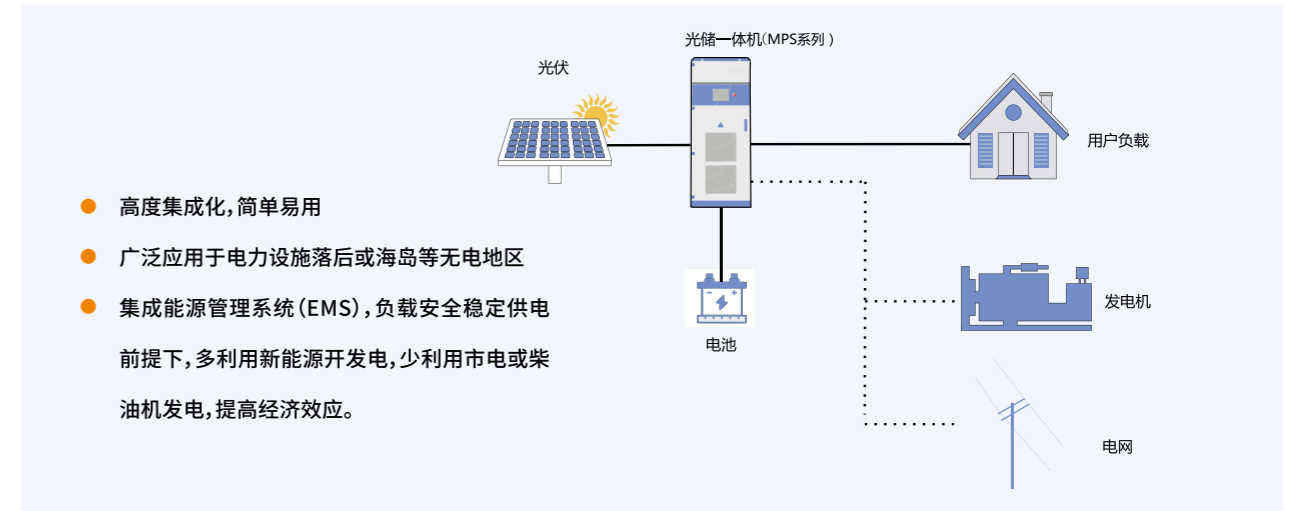 光储一体机(MPS系列)
光伏
用户负载
高度集成化,简单易用
广泛应用于电力设施落后或海岛等无电地区
集成能源管理系统(EMS),负载安全稳定供电
前提下,多利用新能源开发电,少利用市电或柴
油机发电,提高经济效应。
发电机
电池
电网